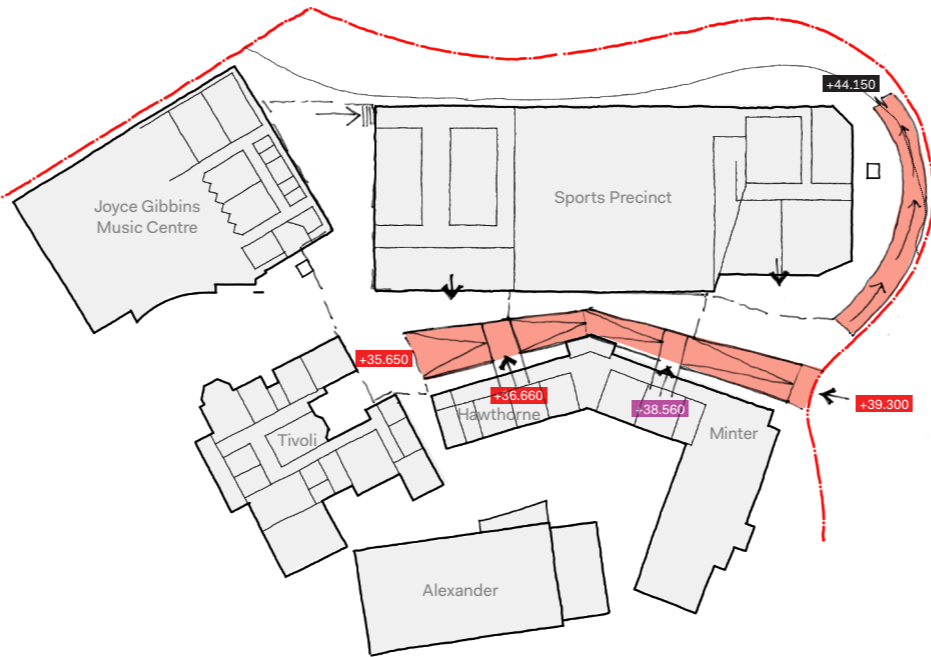 +44.150
Joyce Gibbins
Music Centre
Sports Precinct
+35.650
+36.660
Hawthorne
+38.560
+39.300
Tivoli
Minter
Alexander